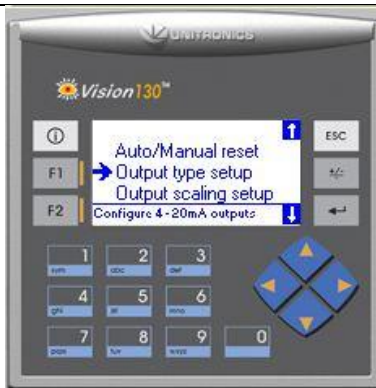 UNITRONICS
Vision130™
ESC
Auto/Manual reset
F1
Output type setup
+/-
Output scaling setup
F2
Configure 4-20mA outputs
1 2 3
abc def
4 5 6
ghi jkl mno
7 8 9 0
pqrs tuv wxyz